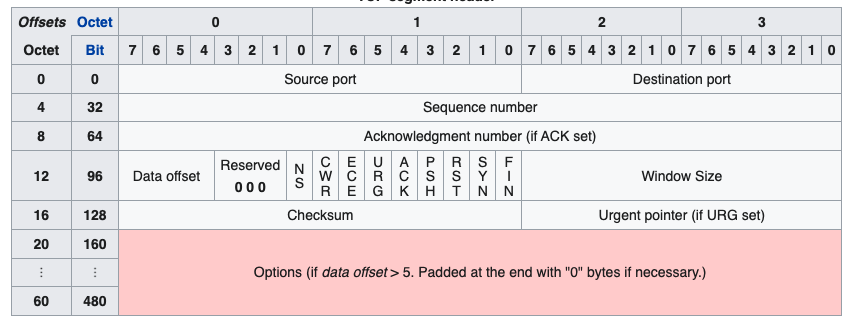 Offsets Octet 0 1 2 3
Octet Bit 7 6 5 4 3 2 1 0 7 6 5 4 3 2 1 0 7 6 5 4 3 2 1 0 7 6 5 4 3 2 1 0
0 0 Source port Destination port
4 32 Sequence number
8 64 Acknowledgment number (if ACK set)
12 96 Data offset Reserved 0 0 0 NS CWR ECE URG ACK PSH RST SYN FIN Window Size
16 128 Checksum Urgent pointer (if URG set)
20 160
⋮ ⋮ Options (if data offset > 5. Padded at the end with "0" bytes if necessary.)
60 480